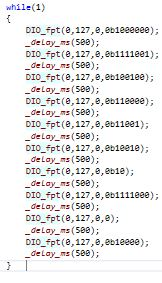 while(1)
{
DIO_fpt(0,127,0,0b1000000);
_delay_ms(500);
DIO_fpt(0,127,0,0b1111001);
_delay_ms(500);
DIO_fpt(0,127,0,0b100100);
_delay_ms(500);
DIO_fpt(0,127,0,0b110000);
_delay_ms(500);
DIO_fpt(0,127,0,0b11001);
_delay_ms(500);
DIO_fpt(0,127,0,0b10010);
_delay_ms(500);
DIO_fpt(0,127,0,0b10);
_delay_ms(500);
DIO_fpt(0,127,0,0b1111000);
_delay_ms(500);
DIO_fpt(0,127,0,0);
_delay_ms(500);
DIO_fpt(0,127,0,0b10000);
_delay_ms(500);
}